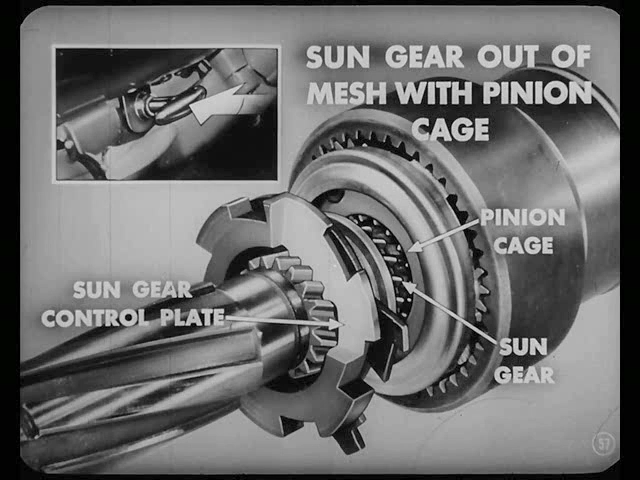 SUN GEAR OUT OF
MESH WITH PINION
CAGE
PINION
CAGE
SUN GEAR
CONTROL PLATE
SUN
GEAR
57